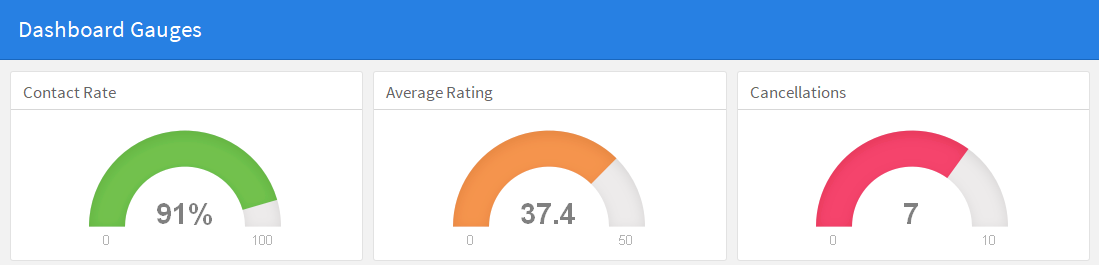 Dashboard Gauges
Contact Rate
Average Rating
Cancellations
91%
37.4
7
0 100
0 50
0 10